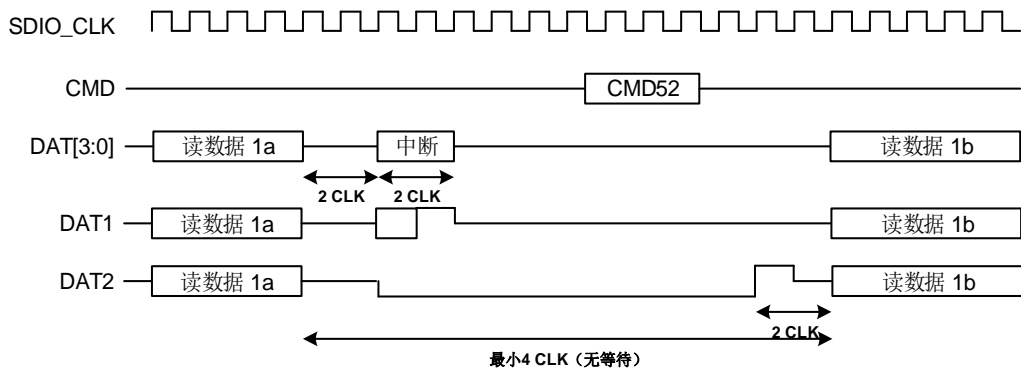 SDIO_CLK
CMD
CMD52
DAT[3:0]
读数据 1a
中断
读数据 1b
2 CLK
2 CLK
DAT1
读数据 1a
读数据 1b
DAT2
读数据 1a
读数据 1b
2 CLK
最小4 CLK（无等待）